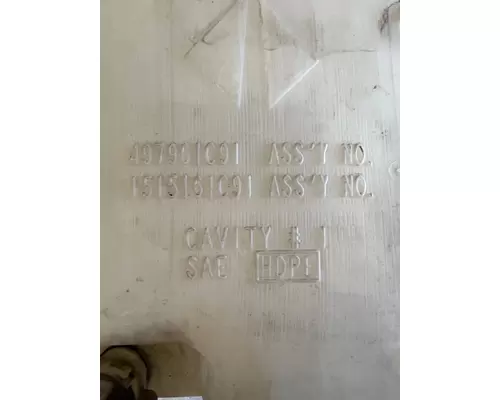 497901C91 ASS'Y NO.
1515161C91 ASS'Y NO.
CAVITY # 1
SAE HDPE